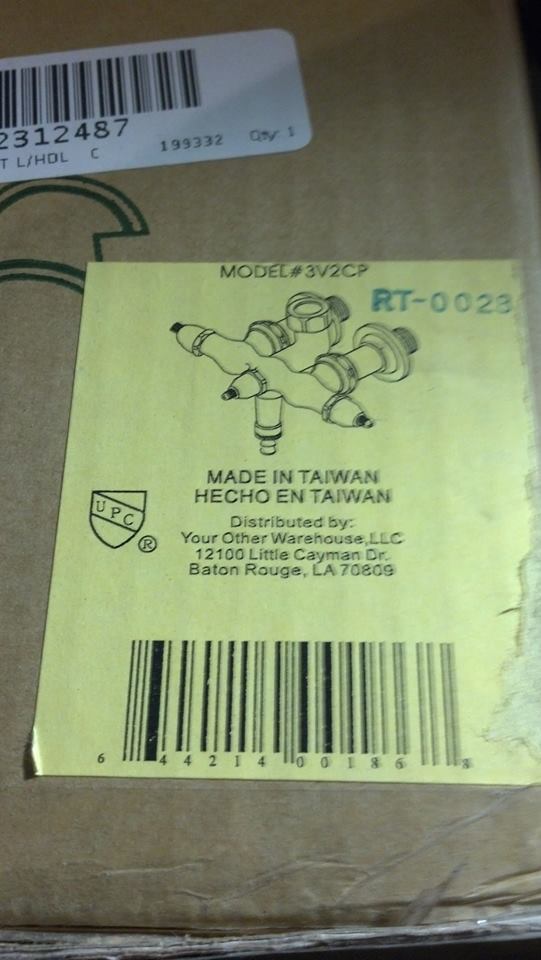 2312487
T L/HDL C 199332 Qty: 1
MODEL#3V2CP
RT-0023
MADE IN TAIWAN
HECHO EN TAIWAN
UPC
®
Distributed by:
Your Other Warehouse,LLC
12100 Little Cayman Dr.
Baton Rouge, LA 70809
6 44214 00186 8